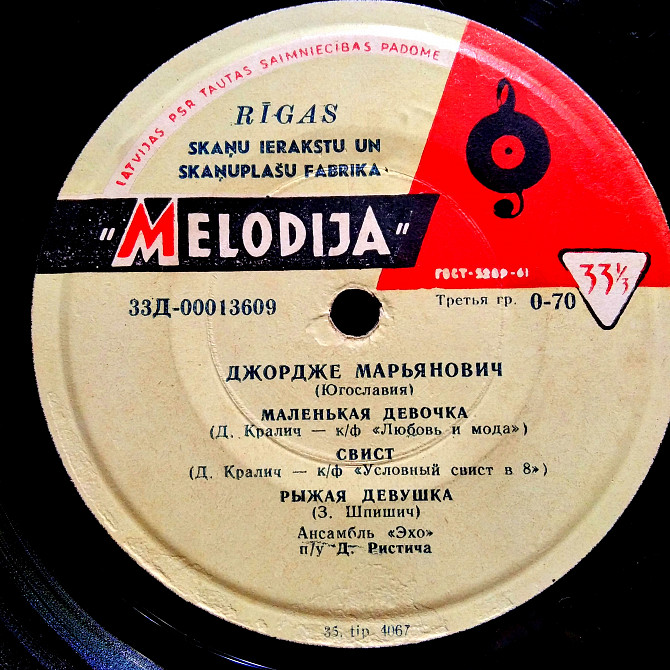 LATVIJAS PSR TAUTAS SAIMNIECĪBAS PADOME
RĪGAS
SKAŅU IERAKSTU UN
SKAŅUPLAŠU FABRIKA
"MELODIJA"
ГОСТ-5289-61
33⅓
33Д-00013609
Третья гр. 0-70
ДЖОРДЖЕ МАРЬЯНОВИЧ
(Югославия)
МАЛЕНЬКАЯ ДЕВОЧКА
(Д. Кралич — к/ф «Любовь и мода»)
СВИСТ
(Д. Кралич — к/ф «Условный свист в 8»)
РЫЖАЯ ДЕВУШКА
(З. Шпишич)
Ансамбль «Эхо»
п/у Д. Ристича
35. tip. 4067